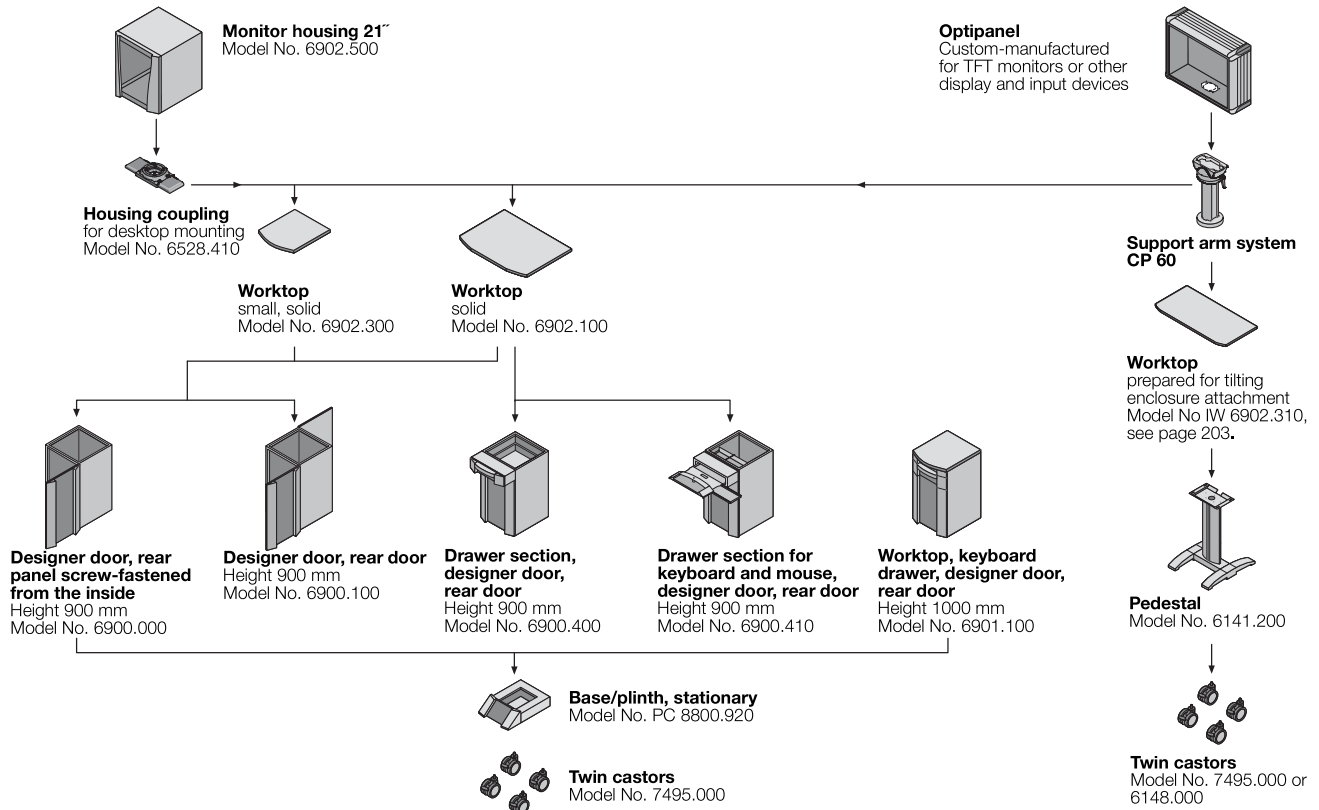 Monitor housing 21˝
Model No. 6902.500
Optipanel
Custom-manufactured
for TFT monitors or other
display and input devices
Housing coupling
for desktop mounting
Model No. 6528.410
Support arm system
CP 60
Worktop
small, solid
Model No. 6902.300
Worktop
solid
Model No. 6902.100
Worktop
prepared for tilting
enclosure attachment
Model No IW 6902.310,
see page 203.
Designer door, rear
panel screw-fastened
from the inside
Height 900 mm
Model No. 6900.000
Designer door, rear door
Height 900 mm
Model No. 6900.100
Drawer section,
designer door,
rear door
Height 900 mm
Model No. 6900.400
Drawer section for
keyboard and mouse,
designer door, rear door
Height 900 mm
Model No. 6900.410
Worktop, keyboard
drawer, designer door,
rear door
Height 1000 mm
Model No. 6901.100
Pedestal
Model No. 6141.200
Base/plinth, stationary
Model No. PC 8800.920
Twin castors
Model No. 7495.000
Twin castors
Model No. 7495.000 or
6148.000